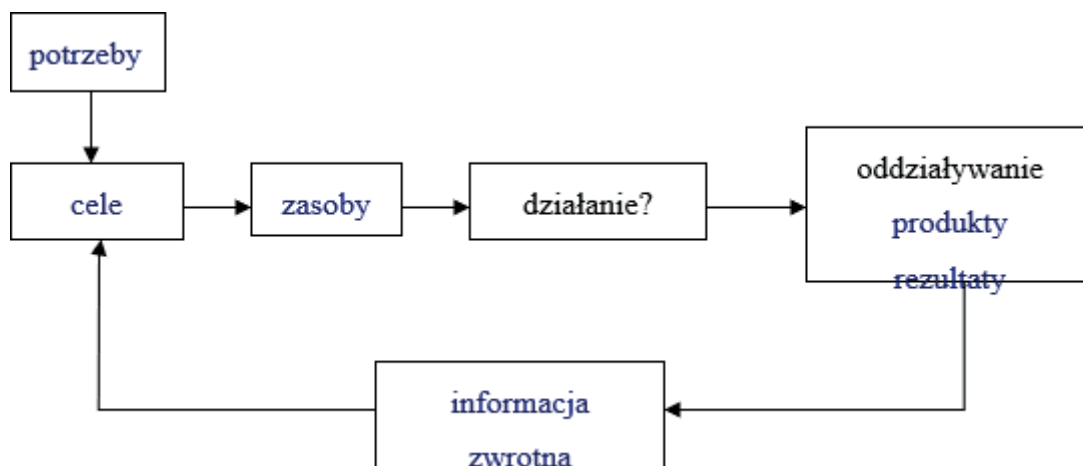 potrzeby
cele
zasoby
działanie?
oddziaływanie
produkty
rezultaty
informacja
zwrotna